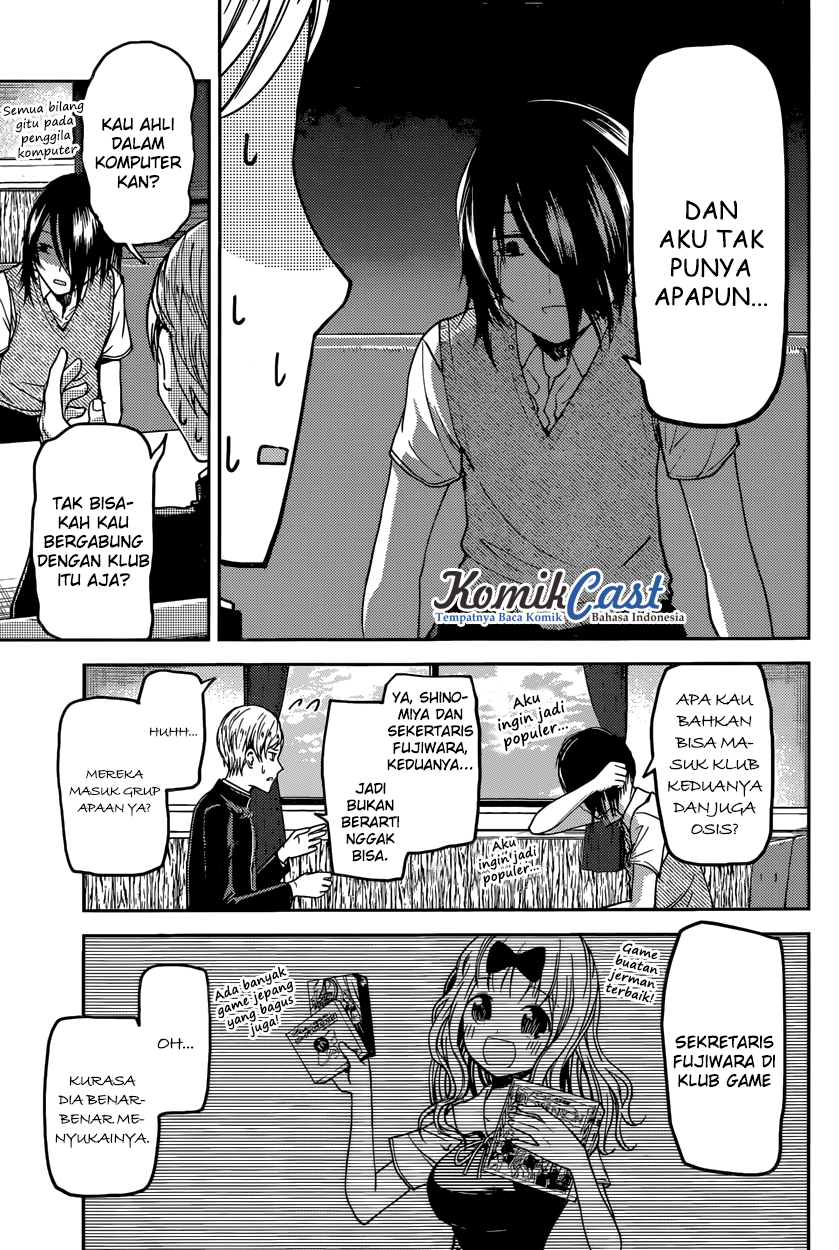 DAN
AKU TAK
PUNYA
APAPUN...
KAU AHLI
DALAM
KOMPUTER
KAN?
Semua bilang
gitu pada
penggila
komputer
TAK BISA-
KAH KAU
BERGABUNG
DENGAN KLUB
ITU AJA?
KomikCast
Tempatnya Baca Komik Bahasa Indonesia
APA KAU
BAHKAN
BISA MA-
SUK KLUB
KEDUANYA
DAN JUGA
OSIS?
Aku
ingin jadi
populer...
Aku
ingin jadi
populer...
YA, SHINO-
MIYA DAN
SEKERTARIS
FUJIWARA,
KEDUANYA...
JADI
BUKAN
BERARTI
NGGAK
BISA.
HUHH...
MEREKA
MASUK GRUP
APAAN YA?
SEKRETARIS
FUJIWARA DI
KLUB GAME
Game
buatan
jerman
terbaik!
Ada banyak
game jepang
yang bagus
juga!
OH...
KURASA
DIA BENAR-
BENAR ME-
NYUKAINYA.